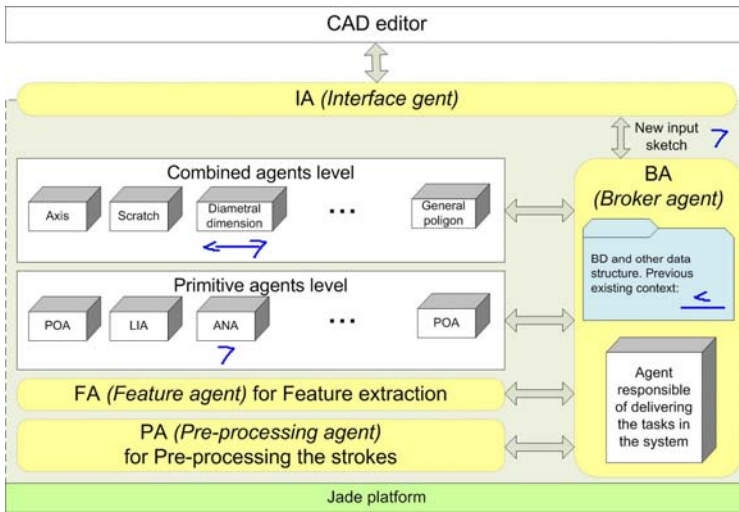 CAD editor
IA (Interface gent)
New input
sketch
Combined agents level
Axis
Scratch
Diametral
dimension
...
General
poligon
BA
(Broker agent)
BD and other data
structure. Previous
existing context:
Primitive agents level
POA
LIA
ANA
...
POA
FA (Feature agent) for Feature extraction
PA (Pre-processing agent)
for Pre-processing the strokes
Agent
responsible
of delivering
the tasks in
the system
Jade platform